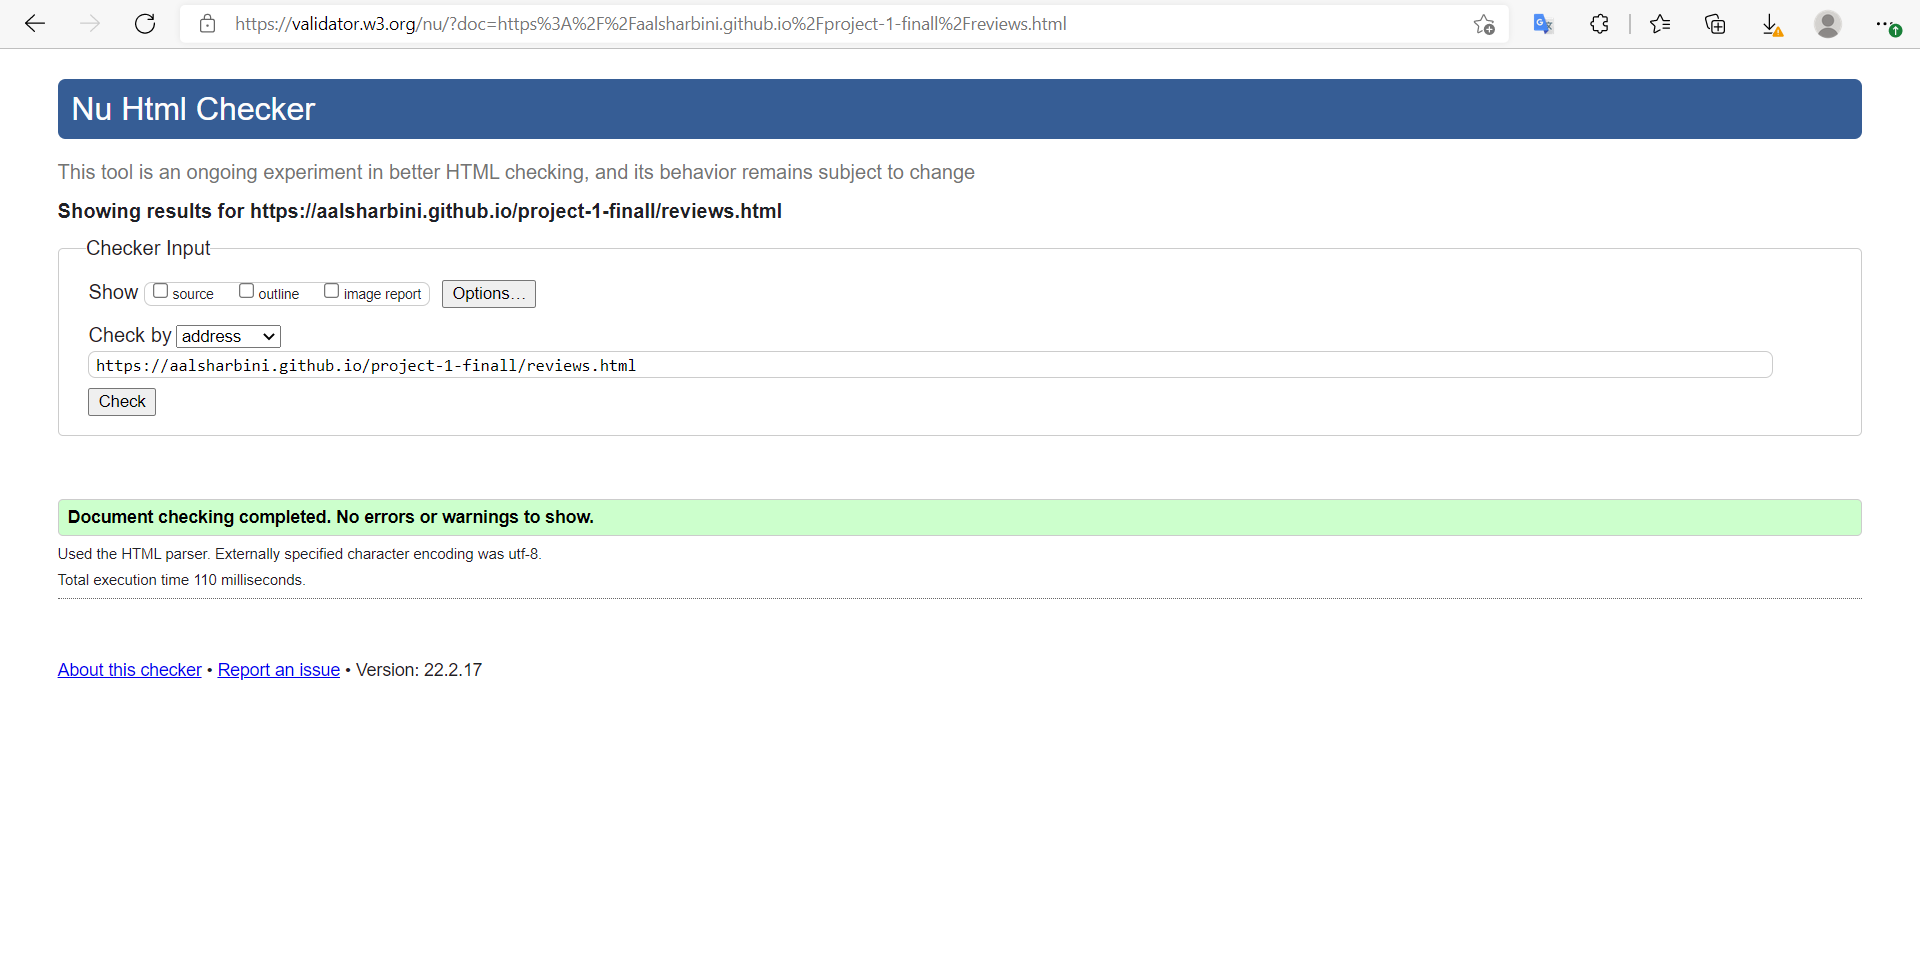 https://validator.w3.org/nu/?doc=https%3A%2F%2Faalsharbini.github.io%2Fproject-1-finall%2Freviews.html
Nu Html Checker
This tool is an ongoing experiment in better HTML checking, and its behavior remains subject to change
Showing results for https://aalsharbini.github.io/project-1-finall/reviews.html
Checker Input
Show source outline image report Options...
Check by address
https://aalsharbini.github.io/project-1-finall/reviews.html
Check
Document checking completed. No errors or warnings to show.
Used the HTML parser. Externally specified character encoding was utf-8.
Total execution time 110 milliseconds.
About this checker • Report an issue • Version: 22.2.17